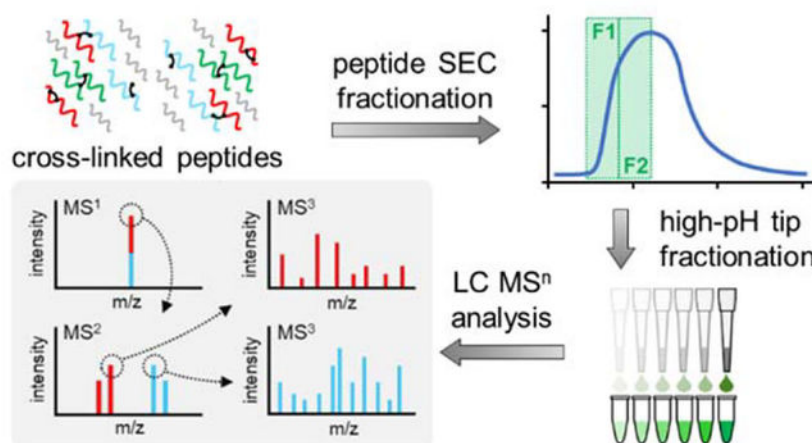 cross-linked peptides
peptide SEC
fractionation
F1
F2
high-pH tip
fractionation
LC MSⁿ
analysis
MS¹
intensity
m/z
MS³
intensity
m/z
MS²
intensity
m/z
MS³
intensity
m/z